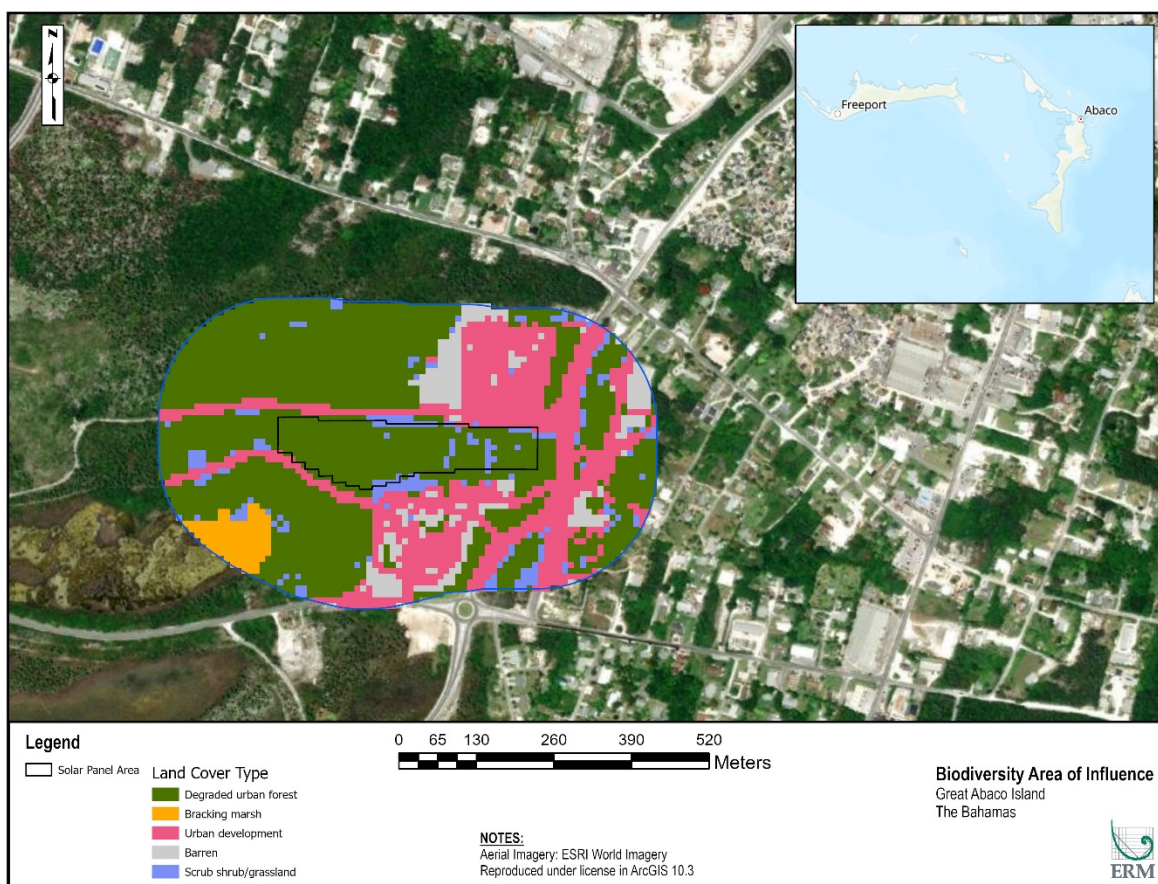 N
Freeport
Abaco
Legend
Solar Panel Area
Land Cover Type
Degraded urban forest
Bracking marsh
Urban development
Barren
Scrub shrub/grassland
0 65 130 260 390 520
Meters
NOTES:
Aerial Imagery: ESRI World Imagery
Reproduced under license in ArcGIS 10.3
Biodiversity Area of Influence
Great Abaco Island
The Bahamas
ERM